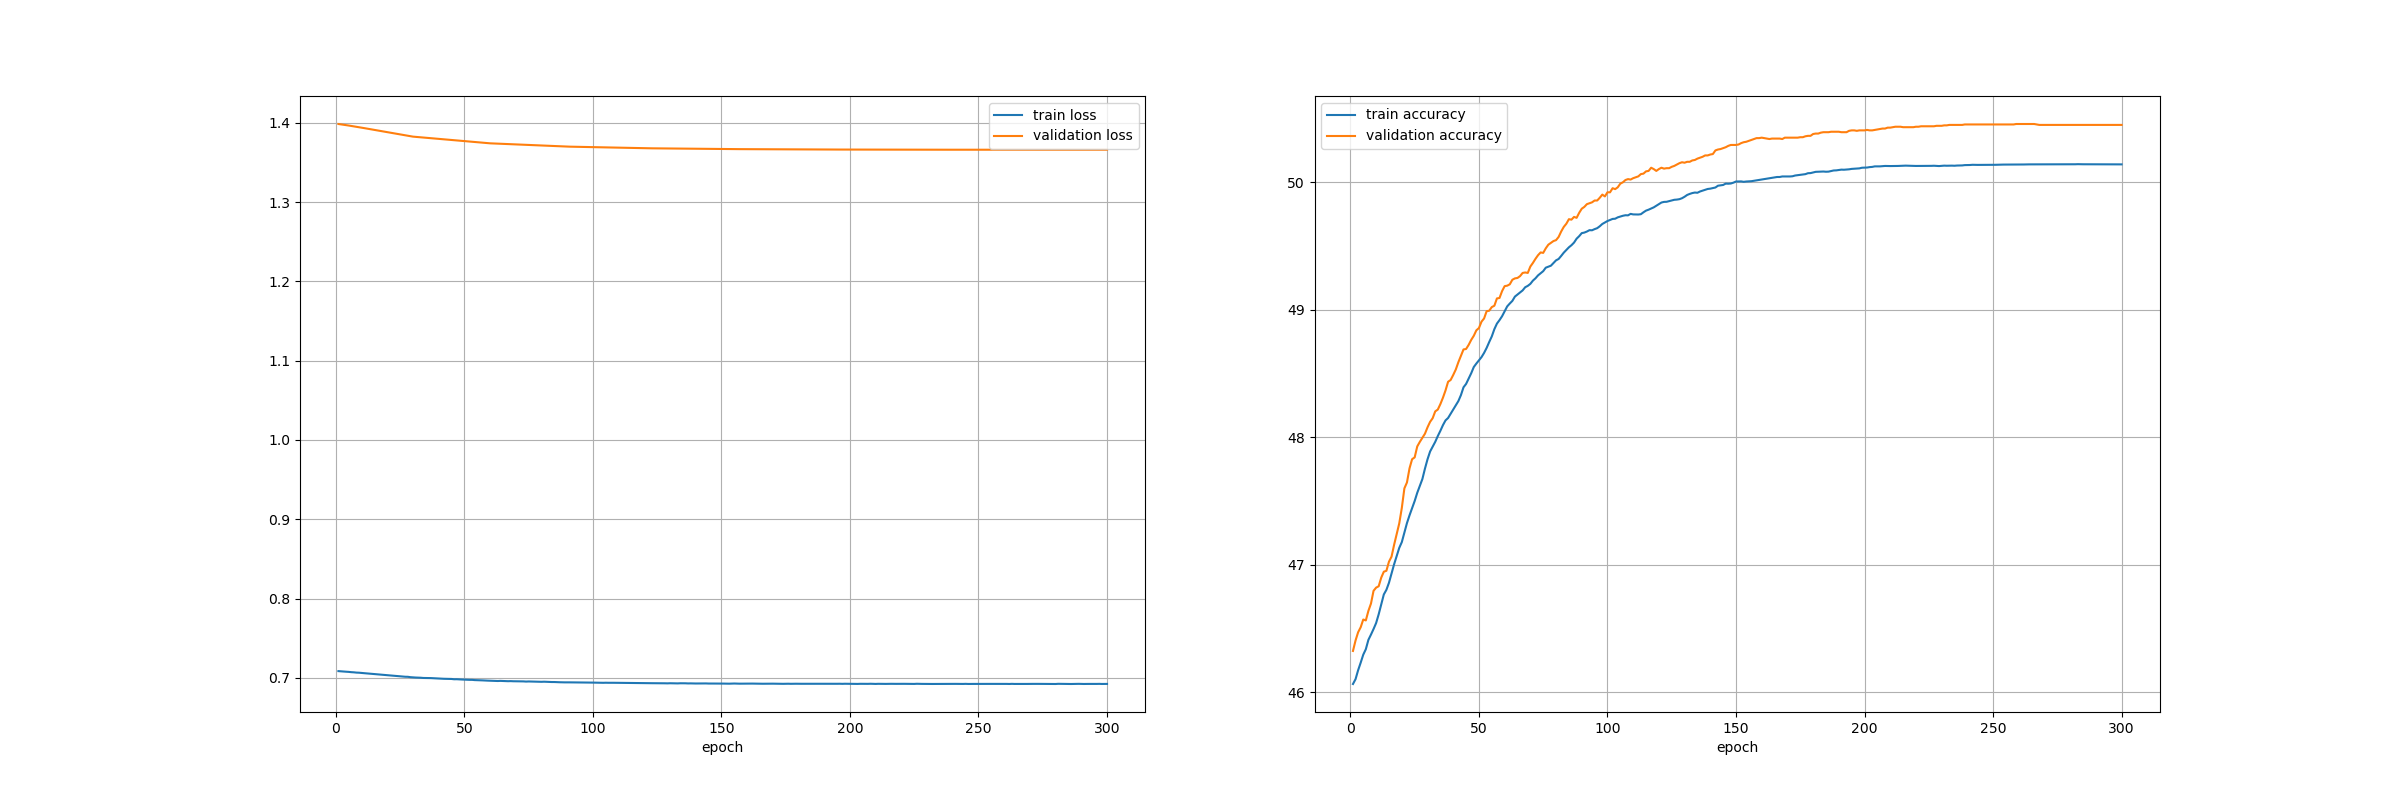 1.4
1.3
1.2
1.1
1.0
0.9
0.8
0.7
0 50 100 150 200 250 300
epoch
train loss
validation loss
50
49
48
47
46
0 50 100 150 200 250 300
epoch
train accuracy
validation accuracy